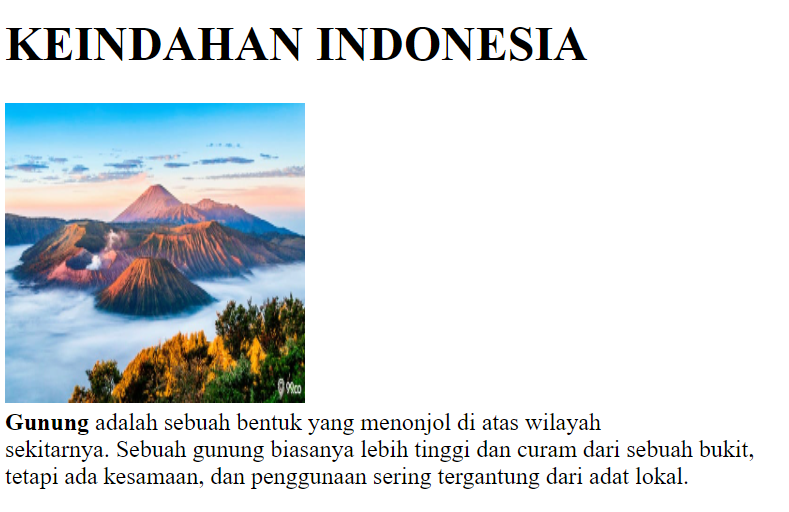 KEINDAHAN INDONESIA
99co
Gunung adalah sebuah bentuk yang menonjol di atas wilayah
sekitarnya. Sebuah gunung biasanya lebih tinggi dan curam dari sebuah bukit,
tetapi ada kesamaan, dan penggunaan sering tergantung dari adat lokal.